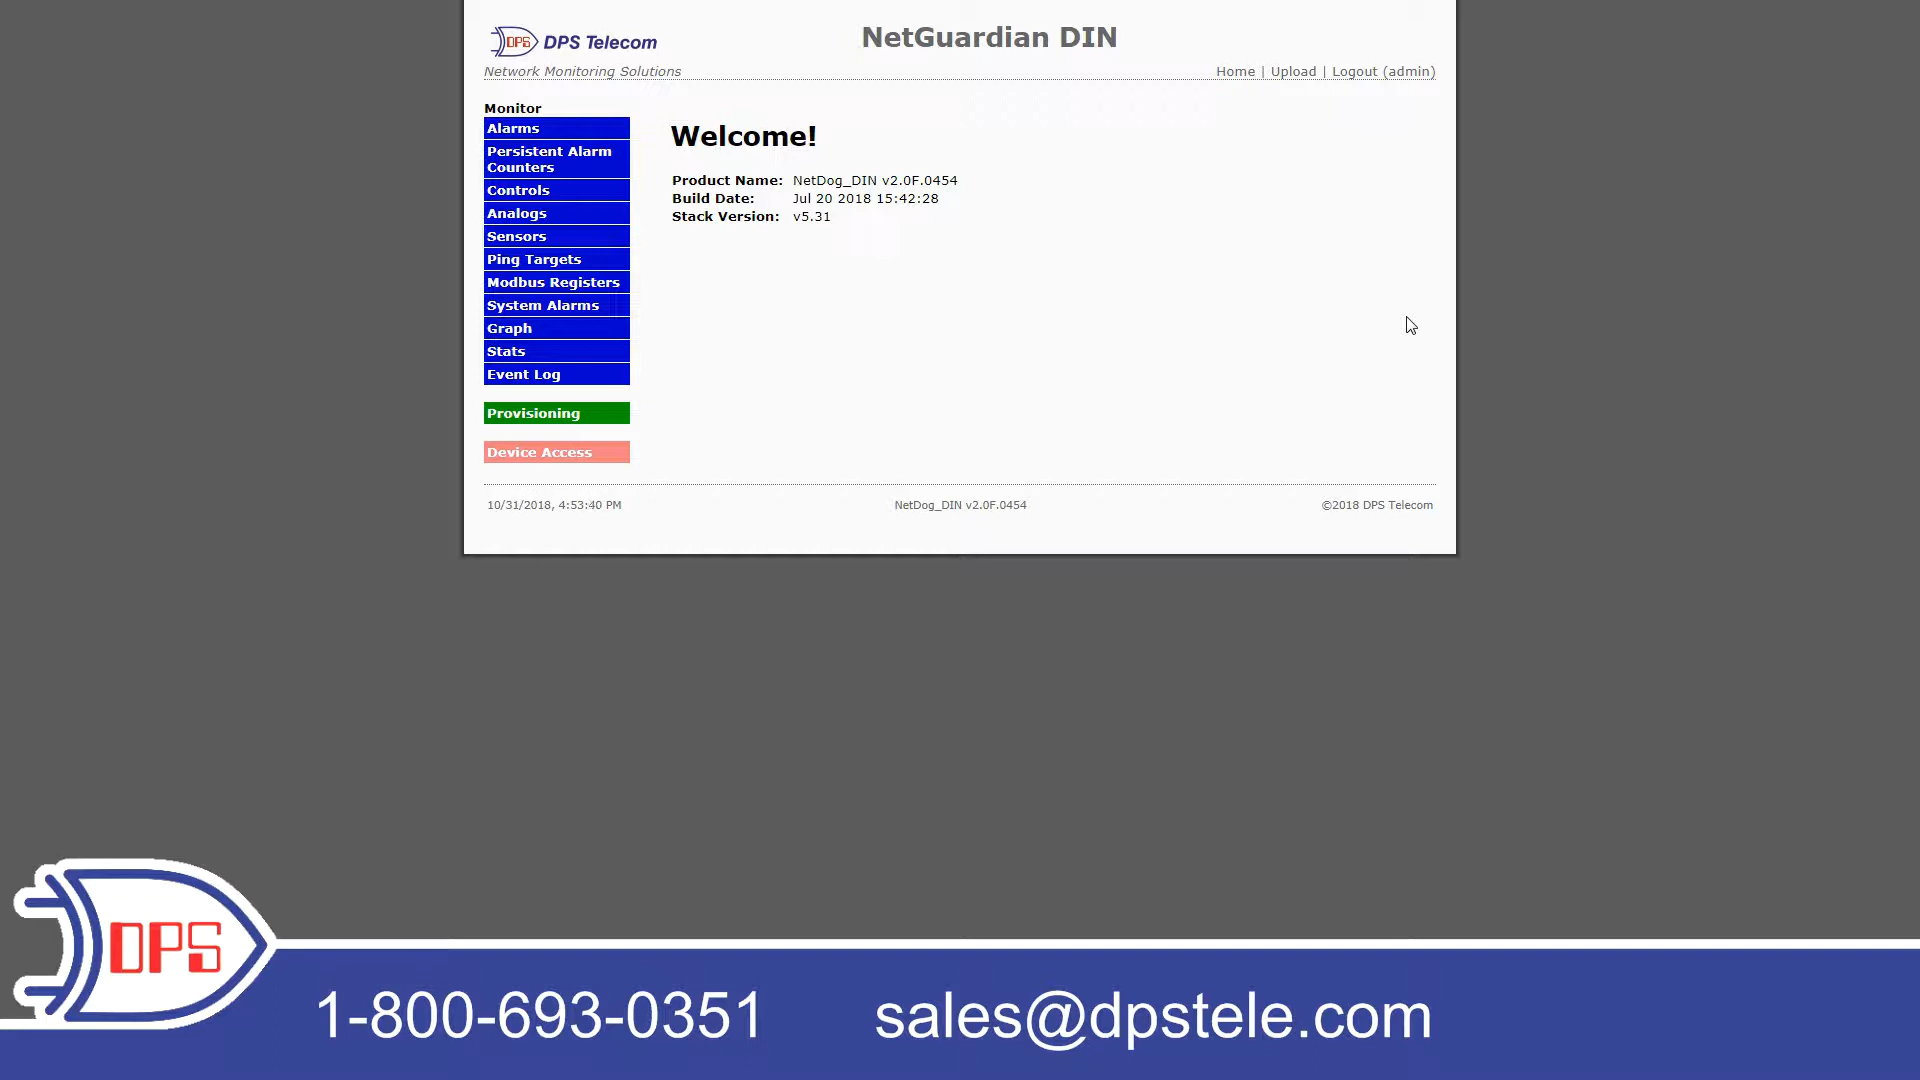 DPS DPS Telecom
NetGuardian DIN
Network Monitoring Solutions
Home | Upload | Logout (admin)
Monitor
Alarms
Persistent Alarm
Counters
Controls
Analogs
Sensors
Ping Targets
Modbus Registers
System Alarms
Graph
Stats
Event Log
Provisioning
Device Access
Welcome!
Product Name: NetDog_DIN v2.0F.0454
Build Date: Jul 20 2018 15:42:28
Stack Version: v5.31
10/31/2018, 4:53:40 PM
NetDog_DIN v2.0F.0454
©2018 DPS Telecom
DPS
1-800-693-0351
sales@dpstele.com